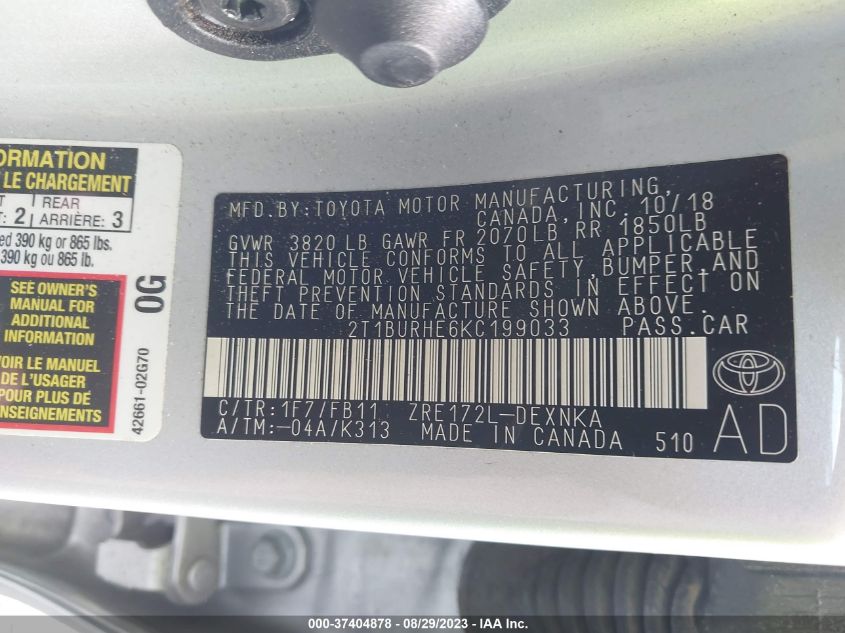 ORMATION
LE CHARGEMENT
2
REAR
ARRIÈRE: 3
ed 390 kg or 865 lbs.
390 kg ou 865 lb.
SEE OWNER'S
MANUAL FOR
ADDITIONAL
INFORMATION
VOIR LE MANUEL
DE L'USAGER
POUR PLUS DE
ENSEIGNEMENTS
0G
42661-02G70
MFD.BY:TOYOTA MOTOR MANUFACTURING,
CANADA, INC. 10/18
GVWR 3820 LB GAWR FR 2070LB RR 1850LB
THIS VEHICLE CONFORMS TO ALL APPLICABLE
FEDERAL MOTOR VEHICLE SAFETY,BUMPER,AND
THEFT PREVENTION STANDARDS IN EFFECT ON
THE DATE OF MANUFACTURE SHOWN ABOVE.
2T1BURHE6KC199033 PASS.CAR
C/TR:1F7/FB11 ZRE172L-DEXNKA
A/TM:-04A/K313 MADE IN CANADA 510
AD
000-37404878 - 08/29/2023 - IAA Inc.